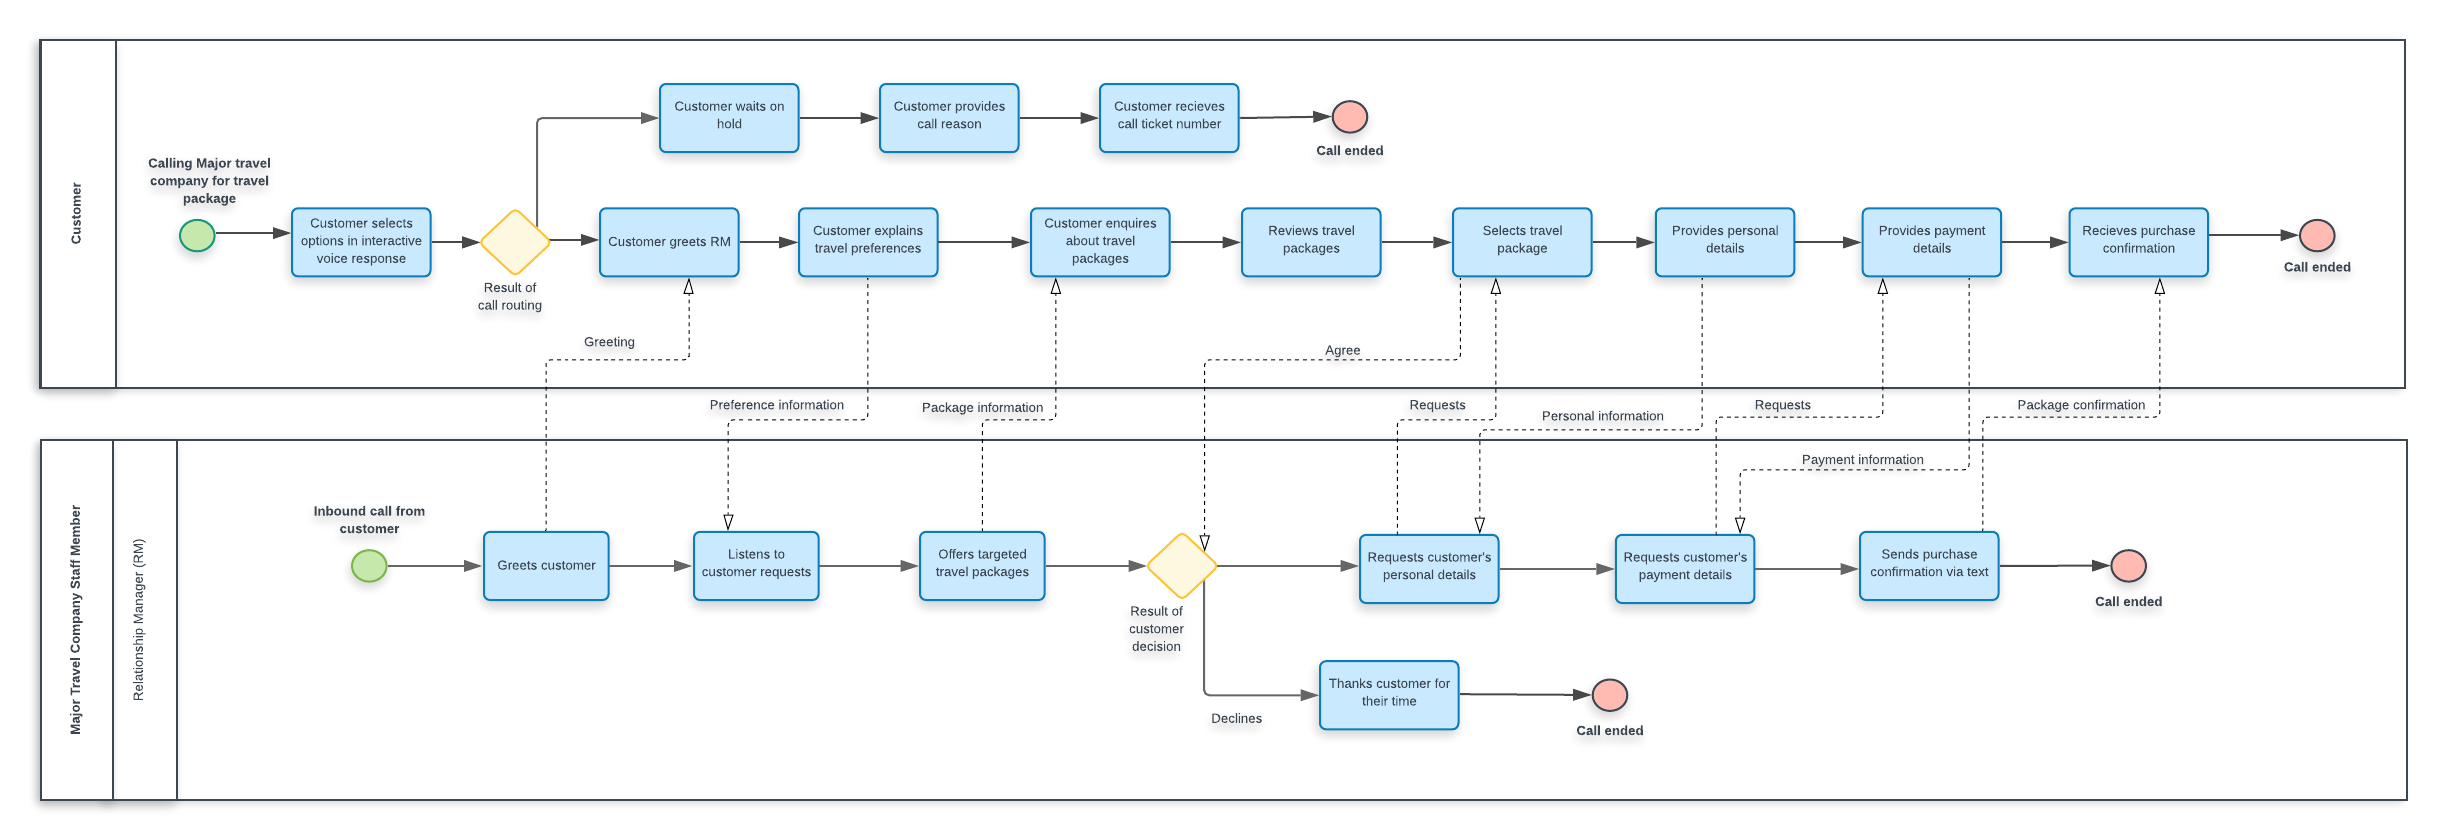 Customer
Calling Major travel
company for travel
package
Customer selects
options in interactive
voice response
Result of
call routing
Customer waits on
hold
Customer provides
call reason
Customer recieves
call ticket number
Call ended
Customer greets RM
Customer explains
travel preferences
Customer enquires
about travel
packages
Reviews travel
packages
Selects travel
package
Provides personal
details
Provides payment
details
Recieves purchase
confirmation
Call ended
Greeting
Agree
Preference information
Package information
Requests
Personal information
Requests
Package confirmation
Payment information
Major Travel Company Staff Member
Relationship Manager (RM)
Inbound call from
customer
Greets customer
Listens to
customer requests
Offers targeted
travel packages
Result of
customer
decision
Requests customer's
personal details
Requests customer's
payment details
Sends purchase
confirmation via text
Call ended
Declines
Thanks customer for
their time
Call ended